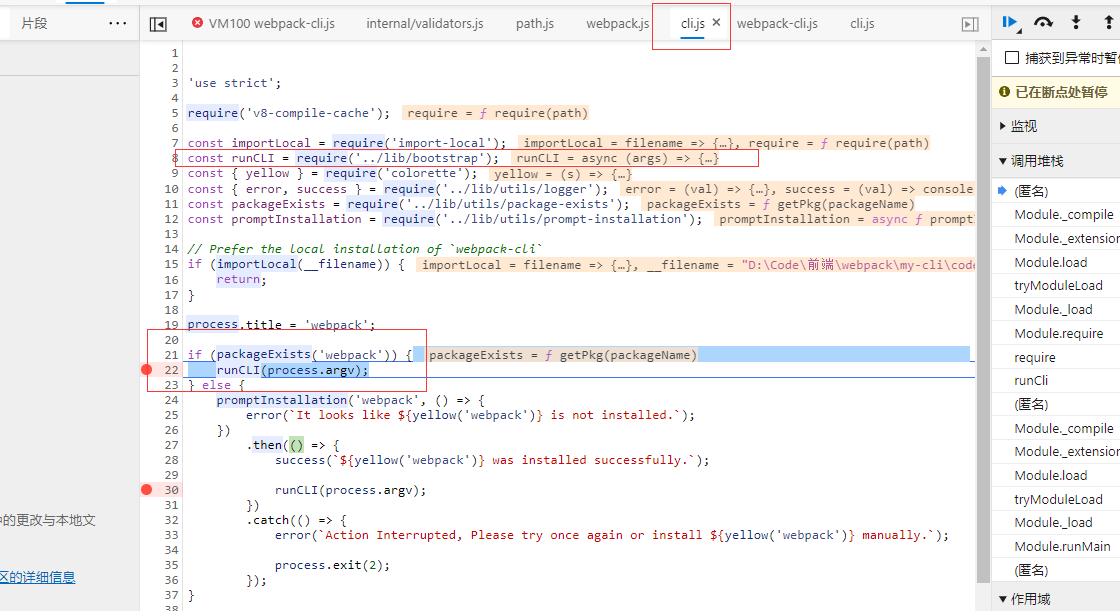 片段 ··· VM100 webpack-cli.js internal/validators.js path.js webpack.js cli.js × webpack-cli.js cli.js
1
2
3 'use strict';
4
5 require('v8-compile-cache'); require = ƒ require(path)
6
7 const importLocal = require('import-local'); importLocal = filename => {…}, require = ƒ require(path)
8 const runCLI = require('../lib/bootstrap'); runCLI = async (args) => {…}
9 const { yellow } = require('colorette'); yellow = (s) => {…}
10 const { error, success } = require('../lib/utils/logger'); error = (val) => {…}, success = (val) => console
11 const packageExists = require('../lib/utils/package-exists'); packageExists = ƒ getPkg(packageName)
12 const promptInstallation = require('../lib/utils/prompt-installation'); promptInstallation = async ƒ prompt
13
14 // Prefer the local installation of `webpack-cli`
15 if (importLocal(__filename)) { importLocal = filename => {…}, __filename = "D:\Code\前端\webpack\my-cli\code
16 return;
17 }
18
19 process.title = 'webpack';
20
21 if (packageExists('webpack')) { packageExists = ƒ getPkg(packageName)
22 runCLI(process.argv);
23 } else {
24 promptInstallation('webpack', () => {
25 error(`It looks like ${yellow('webpack')} is not installed.`);
26 })
27 .then(() => {
28 success(`${yellow('webpack')} was installed successfully.`);
29
30 runCLI(process.argv);
31 })
32 .catch(() => {
33 error(`Action Interrupted, Please try once again or install ${yellow('webpack')} manually.`);
34
35 process.exit(2);
36 });
37 }
38
的更改与本地文
区的详细信息
捕获到异常时暂停
已在断点处暂停
监视
调用堆栈
(匿名)
Module._compile
Module._extension
Module.load
tryModuleLoad
Module._load
Module.require
require
runCli
(匿名)
Module._compile
Module._extension
Module.load
tryModuleLoad
Module._load
Module.runMain
(匿名)
作用域